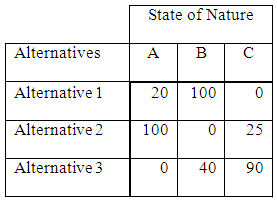 State of Nature
Alternatives A B C
Alternative 1 20 100 0
Alternative 2 100 0 25
Alternative 3 0 40 90